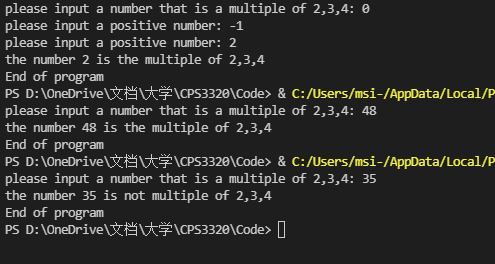 please input a number that is a multiple of 2,3,4: 0
please input a positive number: -1
please input a positive number: 2
the number 2 is the multiple of 2,3,4
End of program
PS D:\OneDrive\文档\大学\CPS3320\Code> & C:/Users/msi-/AppData/Local/P
please input a number that is a multiple of 2,3,4: 48
the number 48 is the multiple of 2,3,4
End of program
PS D:\OneDrive\文档\大学\CPS3320\Code> & C:/Users/msi-/AppData/Local/P
please input a number that is a multiple of 2,3,4: 35
the number 35 is not multiple of 2,3,4
End of program
PS D:\OneDrive\文档\大学\CPS3320\Code>